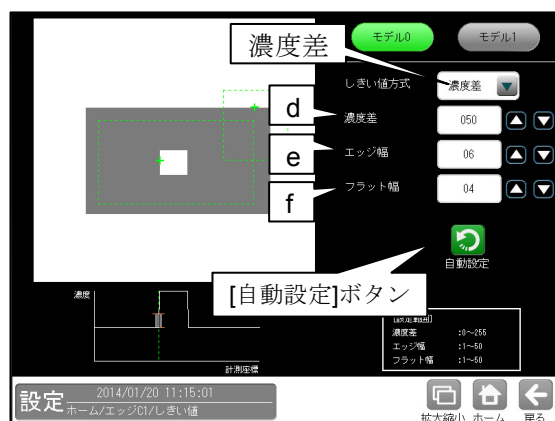 モデル0
モデル1
濃度差
しきい値方式
濃度差
d
濃度差
050
e
エッジ幅
06
f
フラット幅
04
自動設定
[自動設定]ボタン
濃度
計測座標
[設定範囲]
濃度差 :0~255
エッジ幅 :1~50
フラット幅 :1~50
設定
2014/01/20 11:15:01
ホーム/エッジC1/しきい値
拡大縮小
ホーム
戻る